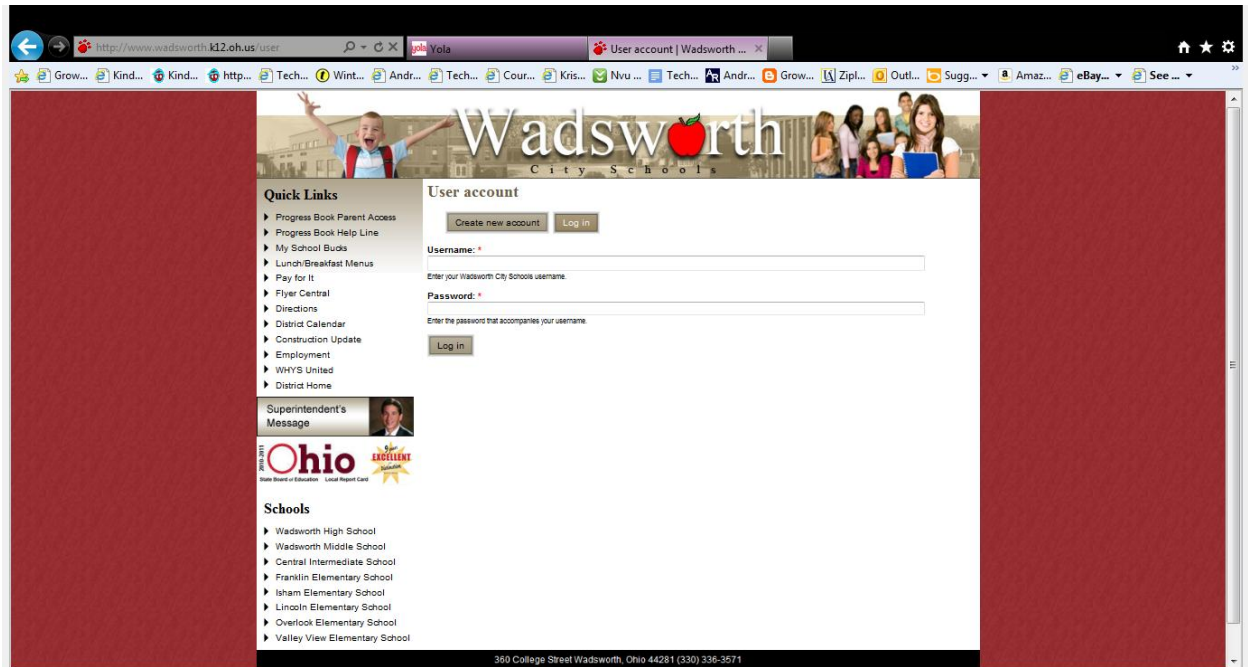 http://www.wadsworth.k12.oh.us/user
yola Yola
User account | Wadsworth ...
Grow... Kind... Kind... http... Tech... Wint... Andr... Tech... Cour... Kris... Nvu ... Tech... Andr... Grow... Zipl... Outl... Sugg... Amaz... eBay... See ...
Wadsworth
City Schools
Quick Links
Progress Book Parent Access
Progress Book Help Line
My School Bucks
Lunch/Breakfast Menus
Pay for It
Flyer Central
Directions
District Calendar
Construction Update
Employment
WHYS United
District Home
Superintendent's
Message
2010-2011
Ohio
EXCELLENT
State Board of Education Local Report Card
Schools
Wadsworth High School
Wadsworth Middle School
Central Intermediate School
Franklin Elementary School
Isham Elementary School
Lincoln Elementary School
Overlook Elementary School
Valley View Elementary School
User account
Create new account Log in
Username: *
Enter your Wadsworth City Schools username.
Password: *
Enter the password that accompanies your username.
Log in
360 College Street Wadsworth, Ohio 44281 (330) 336-3571